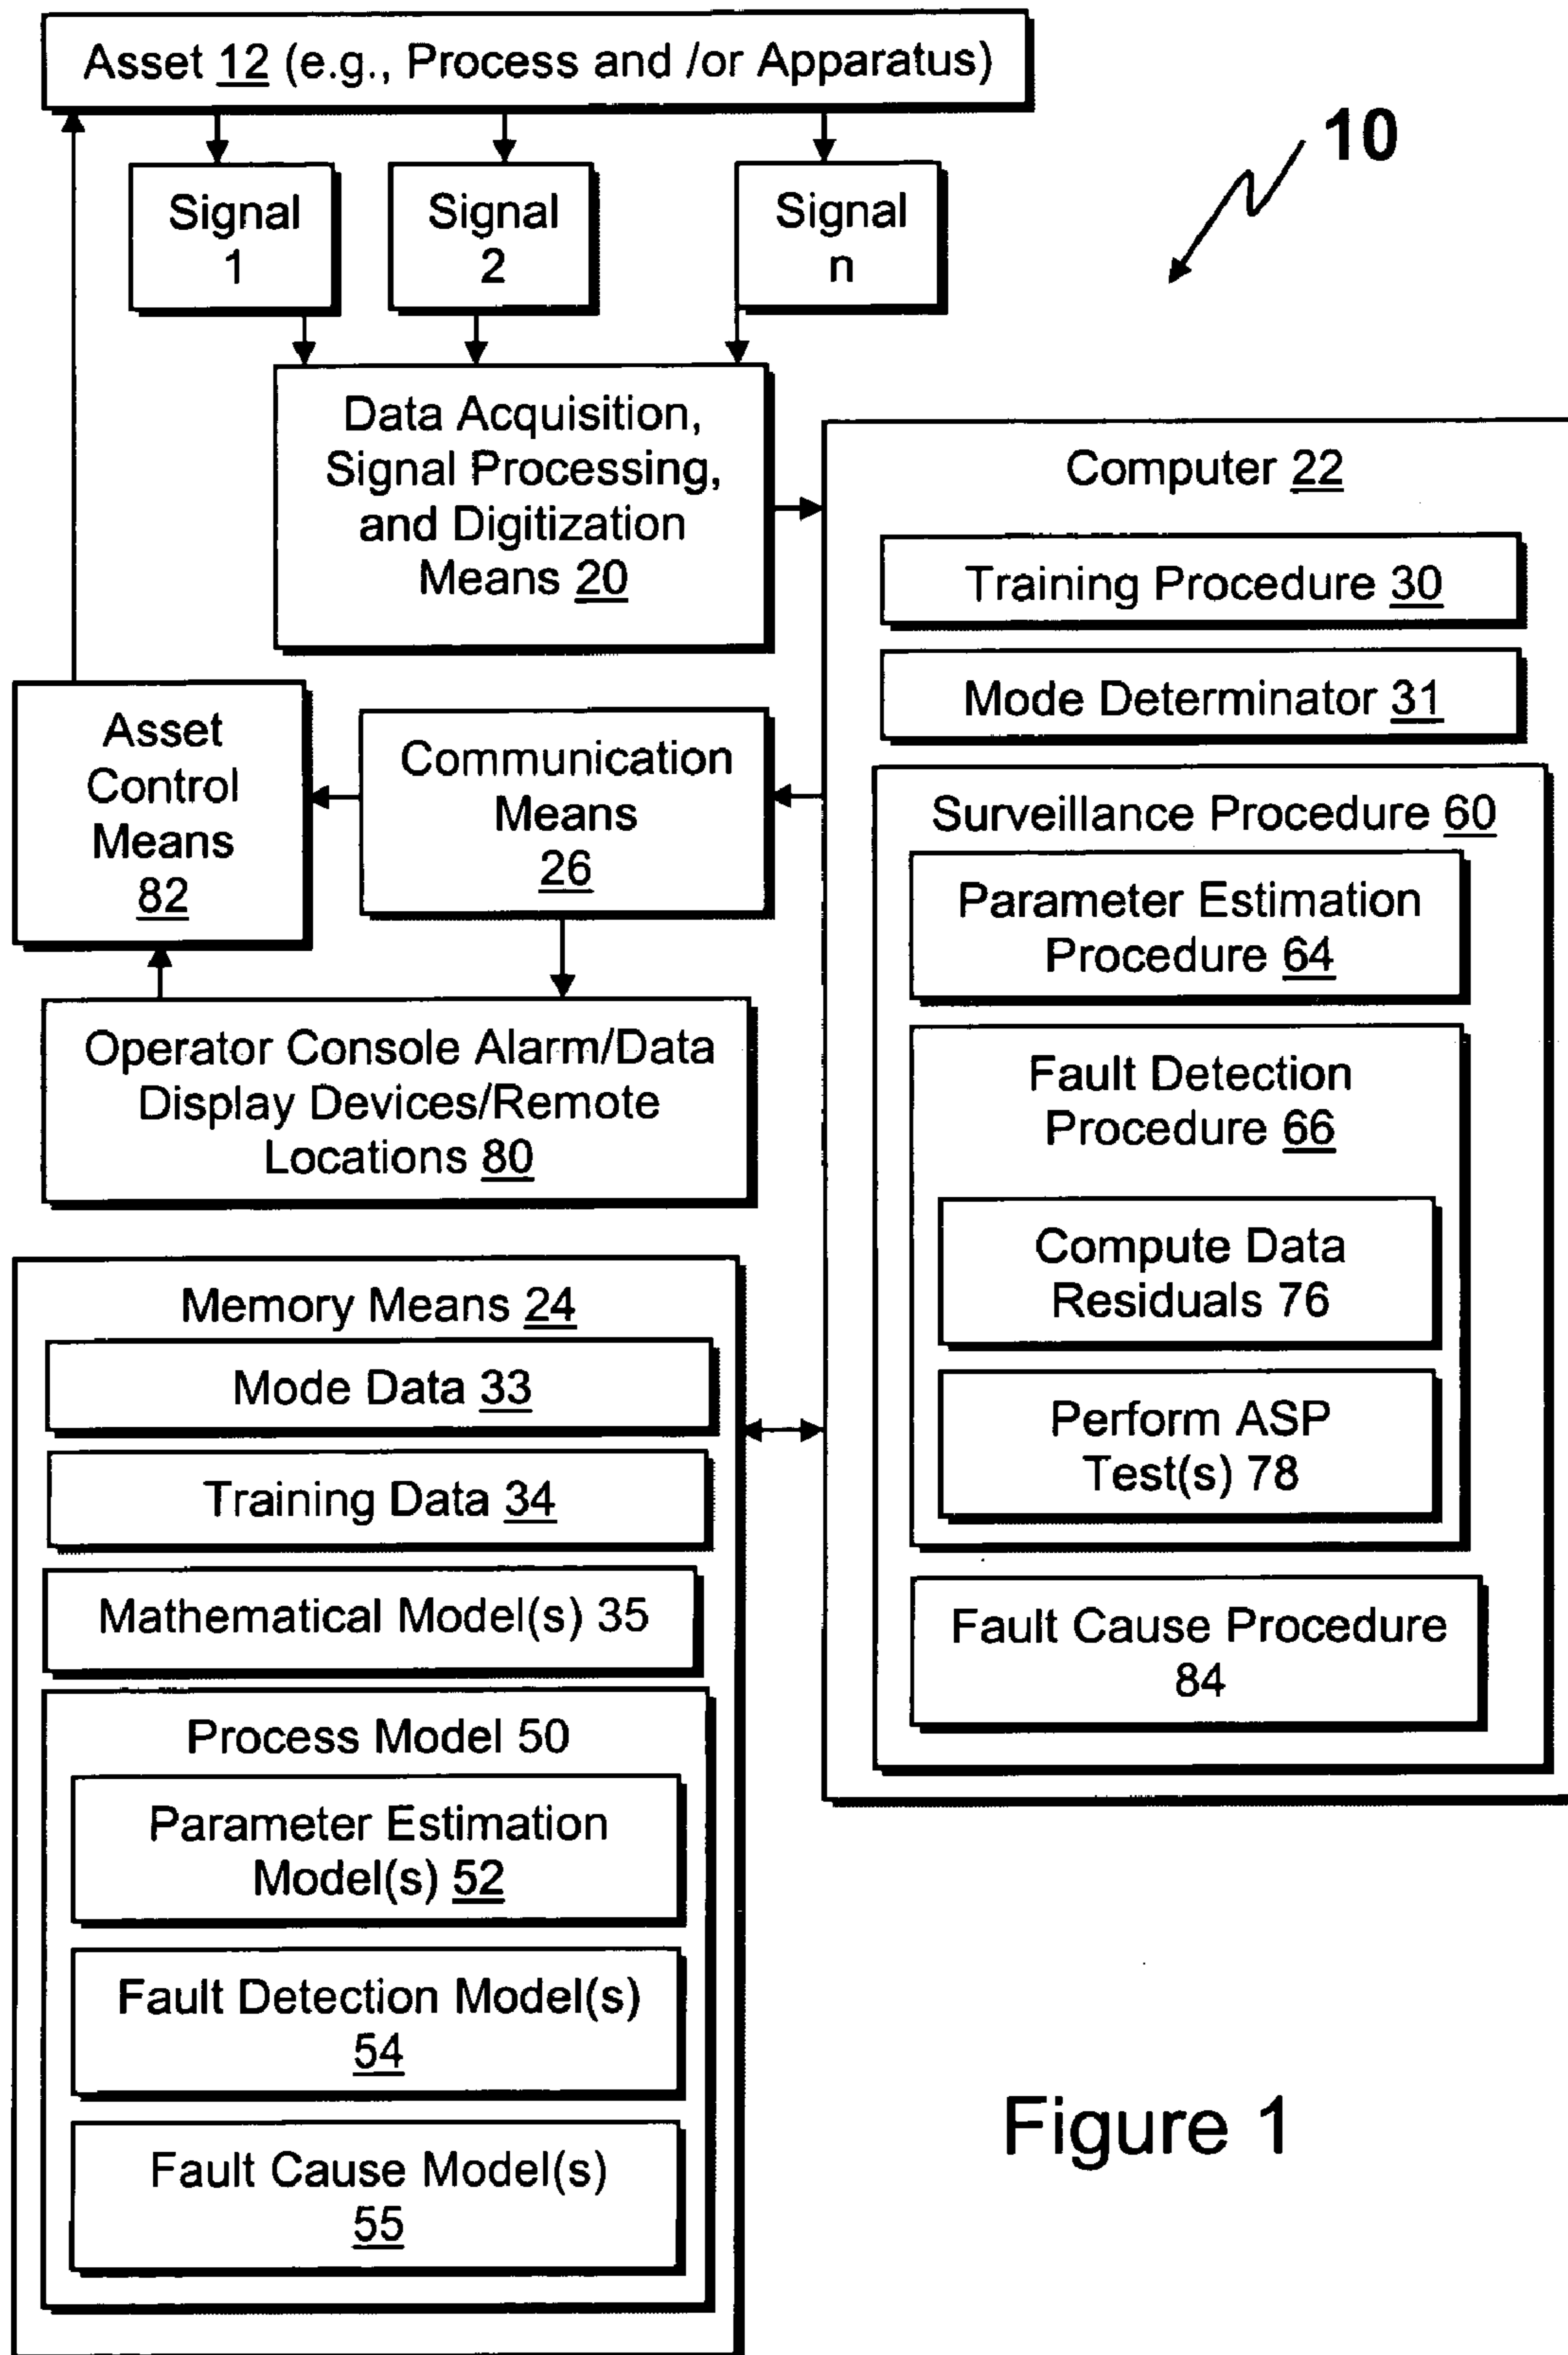 Asset 12 (e.g., Process and /or Apparatus)
10
Signal
1
Signal
2
Signal
n
Data Acquisition,
Signal Processing,
and Digitization
Means 20
Computer 22
Training Procedure 30
Mode Determinator 31
Surveillance Procedure 60
Parameter Estimation
Procedure 64
Fault Detection
Procedure 66
Compute Data
Residuals 76
Perform ASP
Test(s) 78
Fault Cause Procedure
84
Asset
Control
Means
82
Communication
Means
26
Operator Console Alarm/Data
Display Devices/Remote
Locations 80
Memory Means 24
Mode Data 33
Training Data 34
Mathematical Model(s) 35
Process Model 50
Parameter Estimation
Model(s) 52
Fault Detection Model(s)
54
Fault Cause Model(s)
55
Figure 1